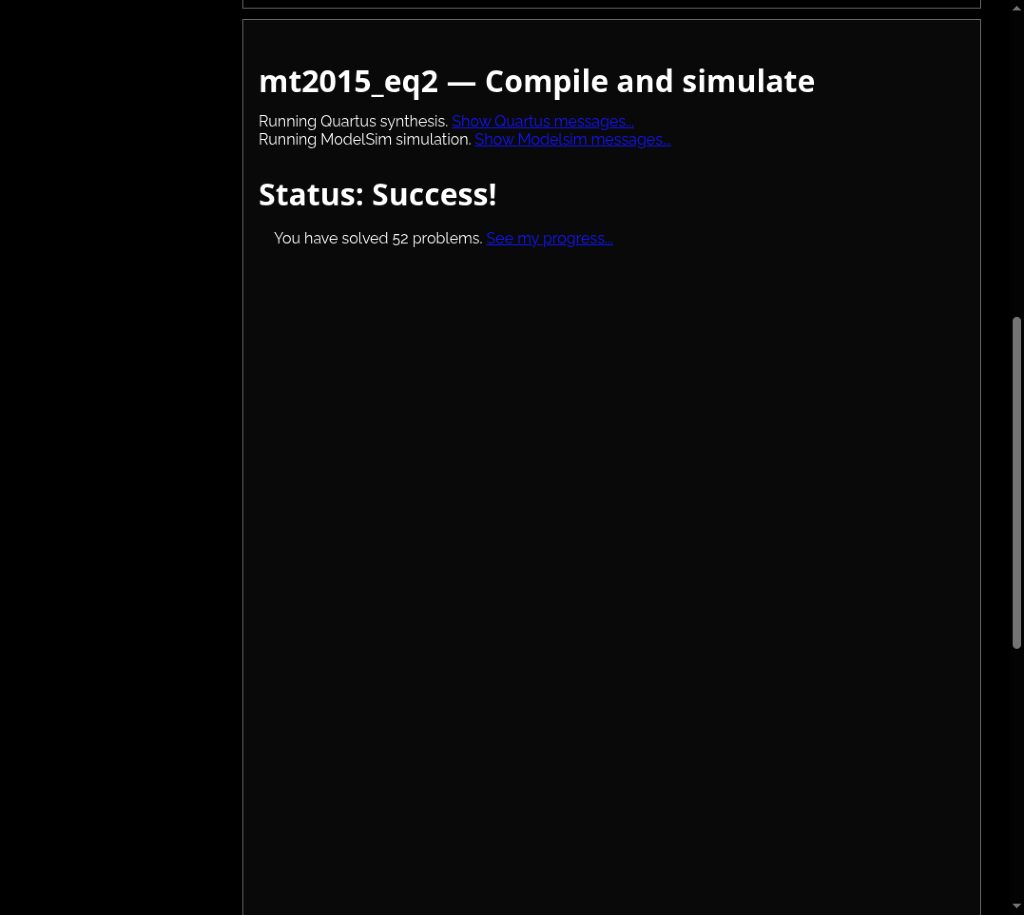 mt2015_eq2 — Compile and simulate
Running Quartus synthesis. Show Quartus messages...
Running ModelSim simulation. Show Modelsim messages...
Status: Success!
You have solved 52 problems. See my progress...